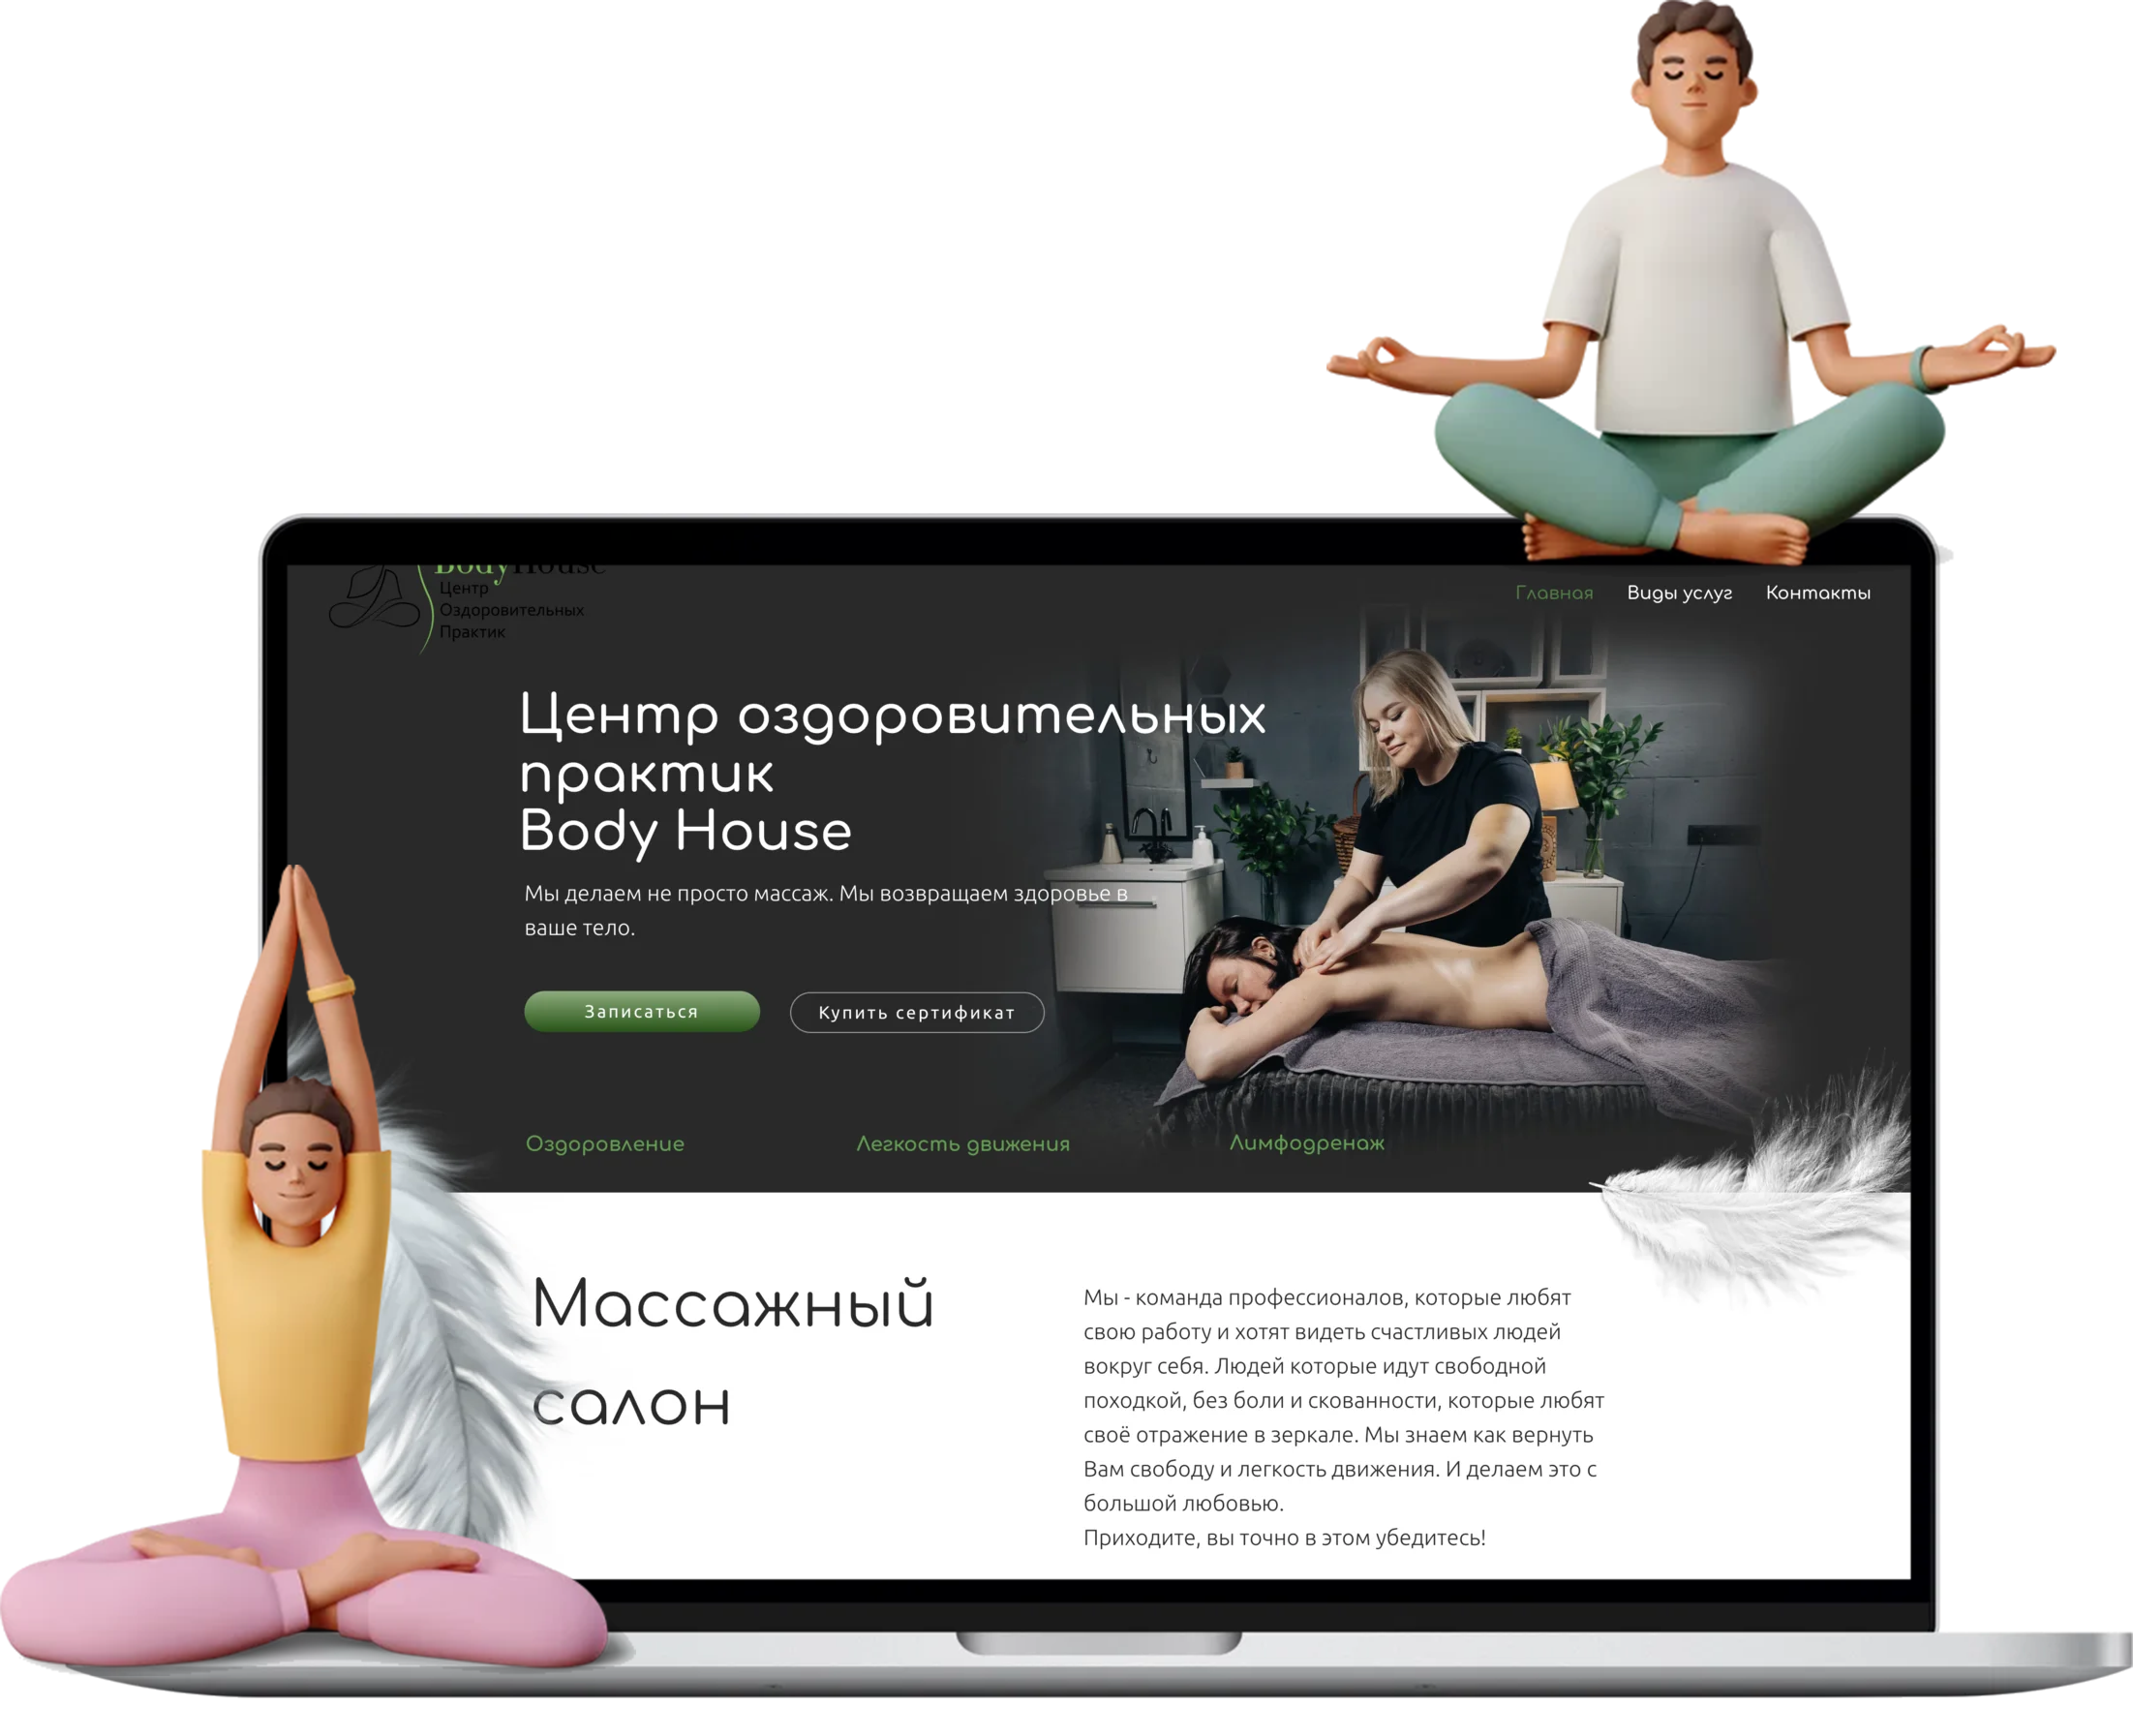 BodyHouse
Центр
Оздоровительных
Практик
Главная Виды услуг Контакты
Центр оздоровительных
практик
Body House
Мы делаем не просто массаж. Мы возвращаем здоровье в
ваше тело.
Записаться Купить сертификат
Оздоровление Легкость движения Лимфодренаж
Массажный
салон
Мы - команда профессионалов, которые любят
свою работу и хотят видеть счастливых людей
вокруг себя. Людей которые идут свободной
походкой, без боли и скованности, которые любят
своё отражение в зеркале. Мы знаем как вернуть
Вам свободу и легкость движения. И делаем это с
большой любовью.
Приходите, вы точно в этом убедитесь!